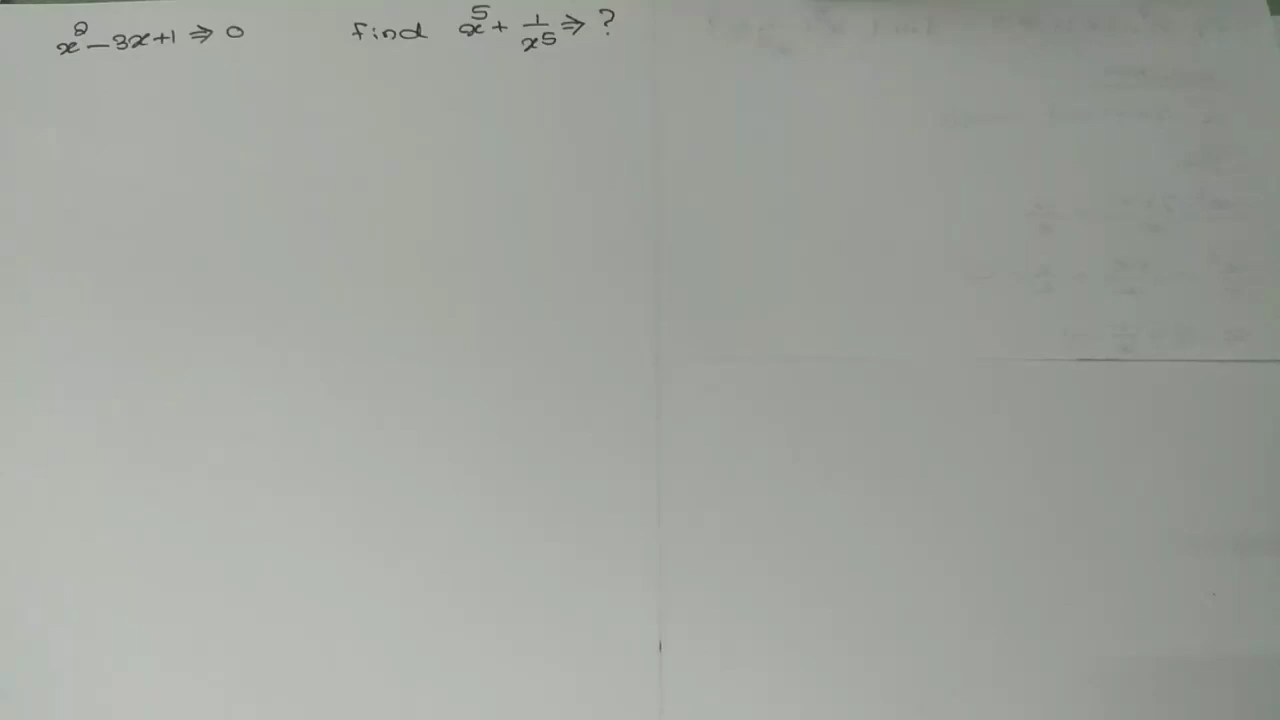 x² - 3x + 1 ⇒ 0 find x⁵ + 1/x⁵ ⇒ ?